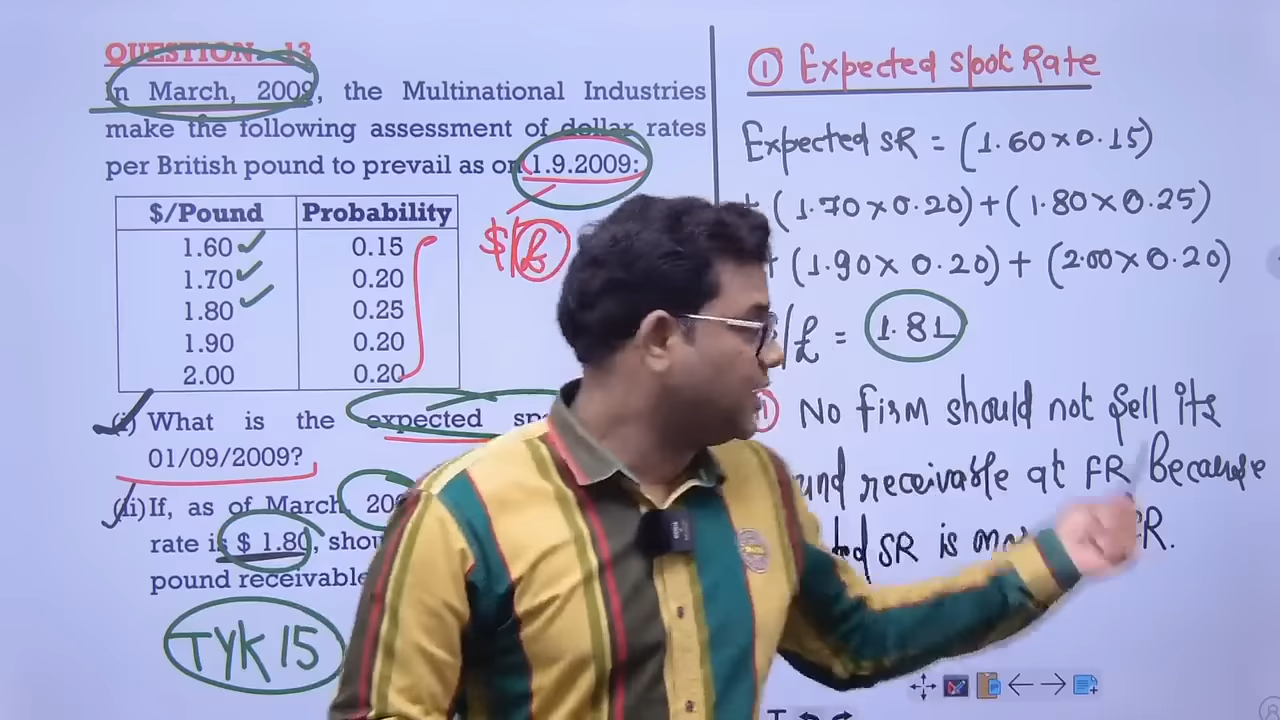 QUESTION - 13
In March, 2009, the Multinational Industries
make the following assessment of dollar rates
per British pound to prevail as on 1.9.2009:
$/£
$/Pound Probability
1.60 0.15
1.70 0.20
1.80 0.25
1.90 0.20
2.00 0.20
(i) What is the expected
01/09/2009?
(ii) If, as of March,
rate is $ 1.80,
pound receivable
TYK 15
① Expected Spot Rate
Expected SR = (1.60 × 0.15)
(1.70 × 0.20) + (1.80 × 0.25)
+ (1.90 × 0.20) + (2.00 × 0.20)
/£ = 1.81
No firm should not sell its
receivable at FR Because
SR is